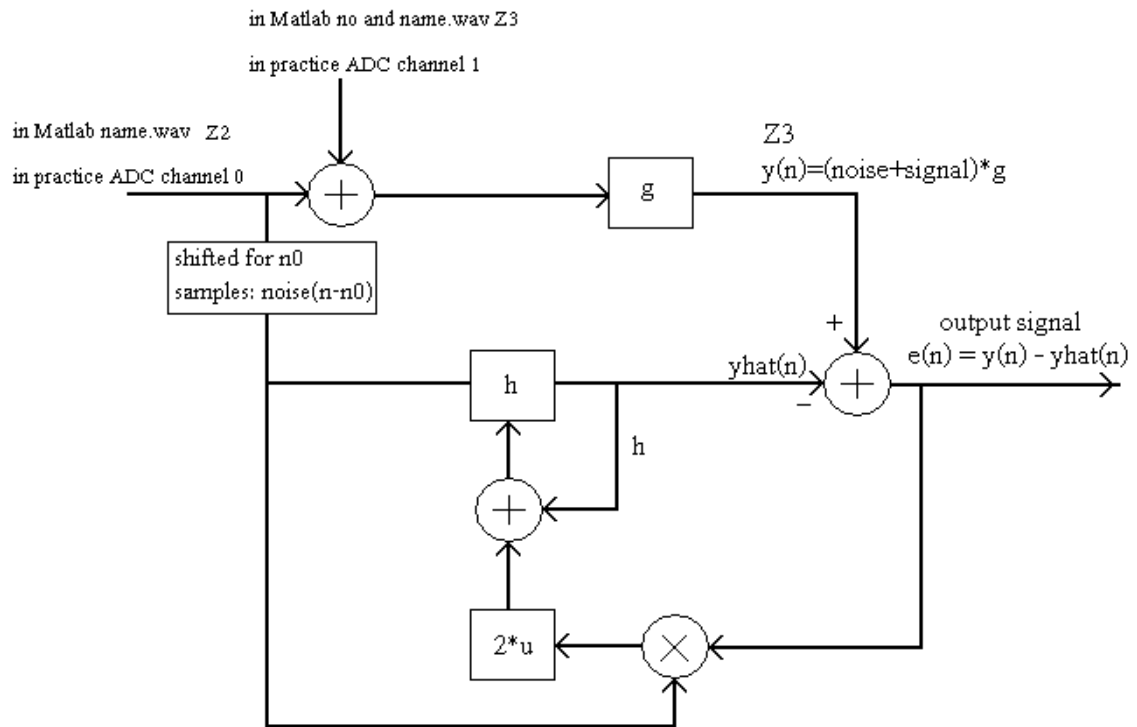 in Matlab no and name.wav Z3
in practice ADC channel 1
in Matlab name.wav Z2
in practice ADC channel 0
+
g
Z3
y(n)=(noise+signal)*g
shifted for n0
samples: noise(n-n0)
+
output signal
e(n) = y(n) - yhat(n)
yhat(n)
+
−
h
h
+
2*u
×